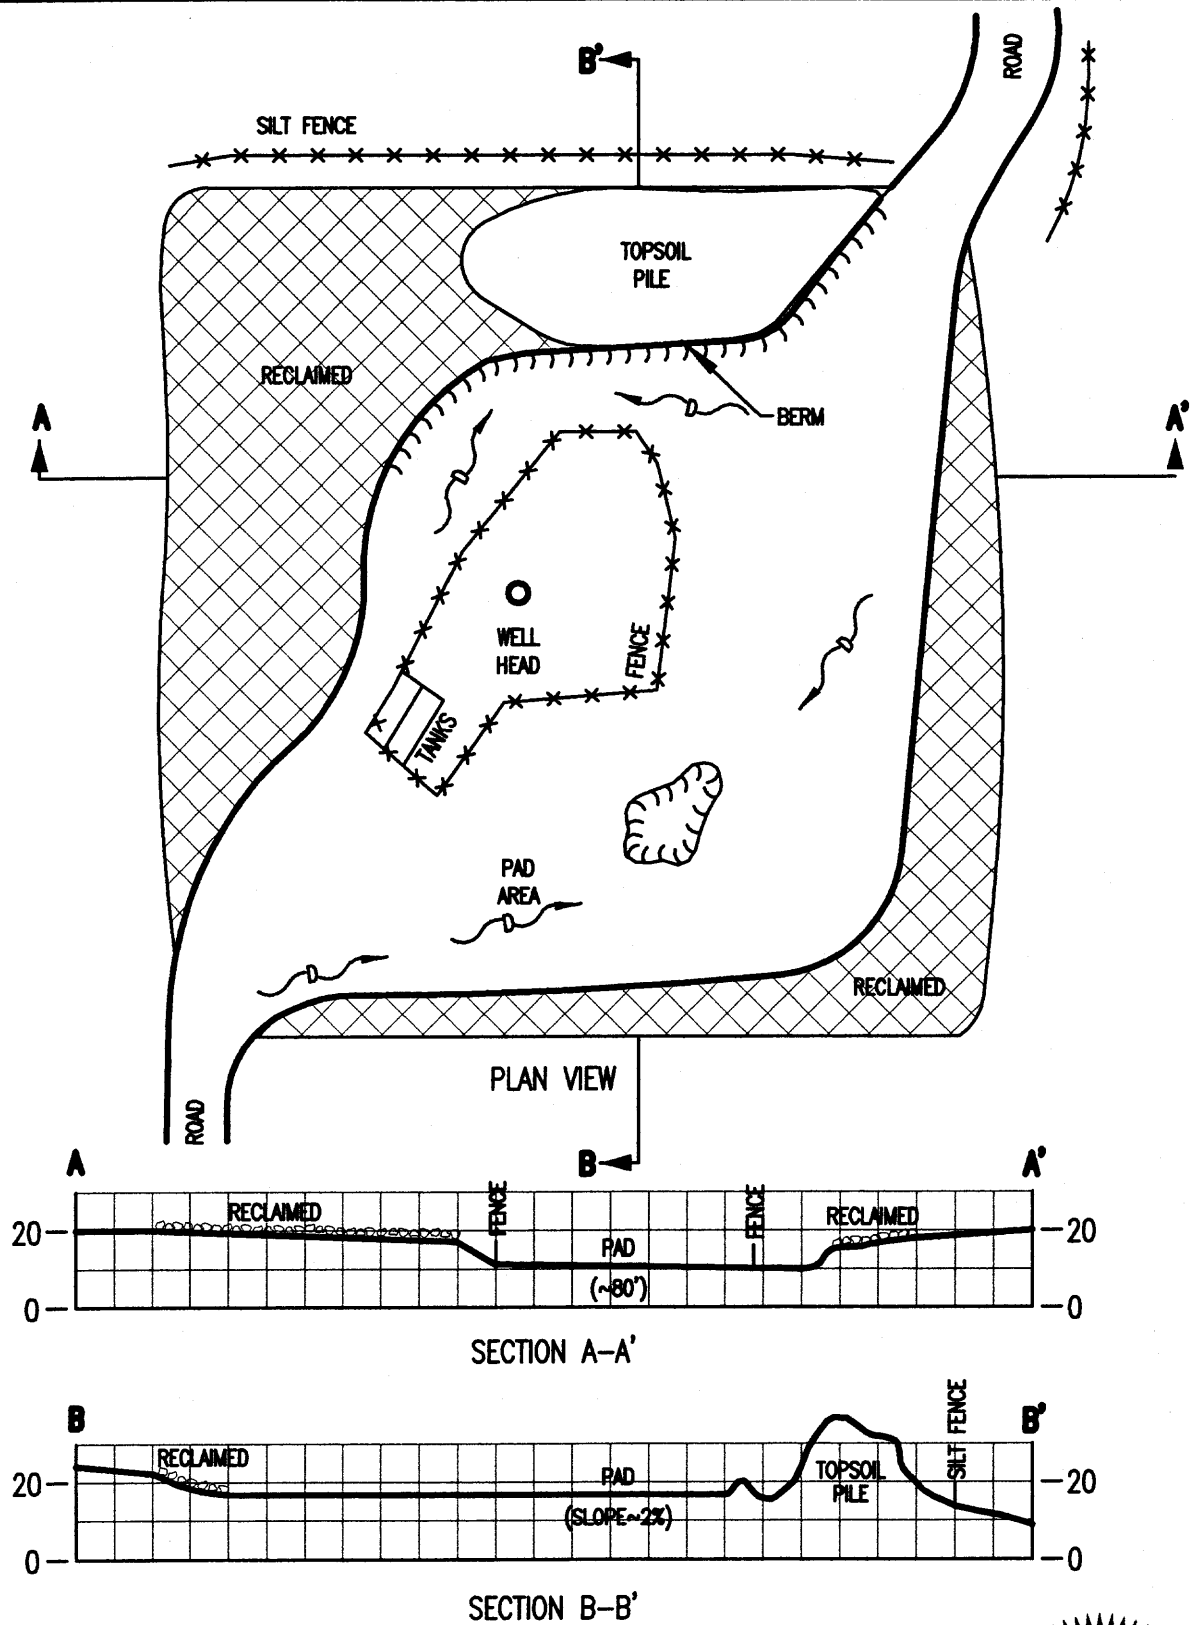 B'
ROAD
SILT FENCE
TOPSOIL
PILE
RECLAIMED
BERM
A
A'
D
D
WELL
HEAD
FENCE
D
TANKS
PAD
AREA
D
D
RECLAIMED
PLAN VIEW
ROAD
B
A
A'
FENCE
FENCE
RECLAIMED
RECLAIMED
20
PAD
20
(~80')
0
0
SECTION A-A'
B
B'
SILT FENCE
RECLAIMED
20
PAD
TOPSOIL
PILE
20
(SLOPE~2%)
0
0
SECTION B-B'